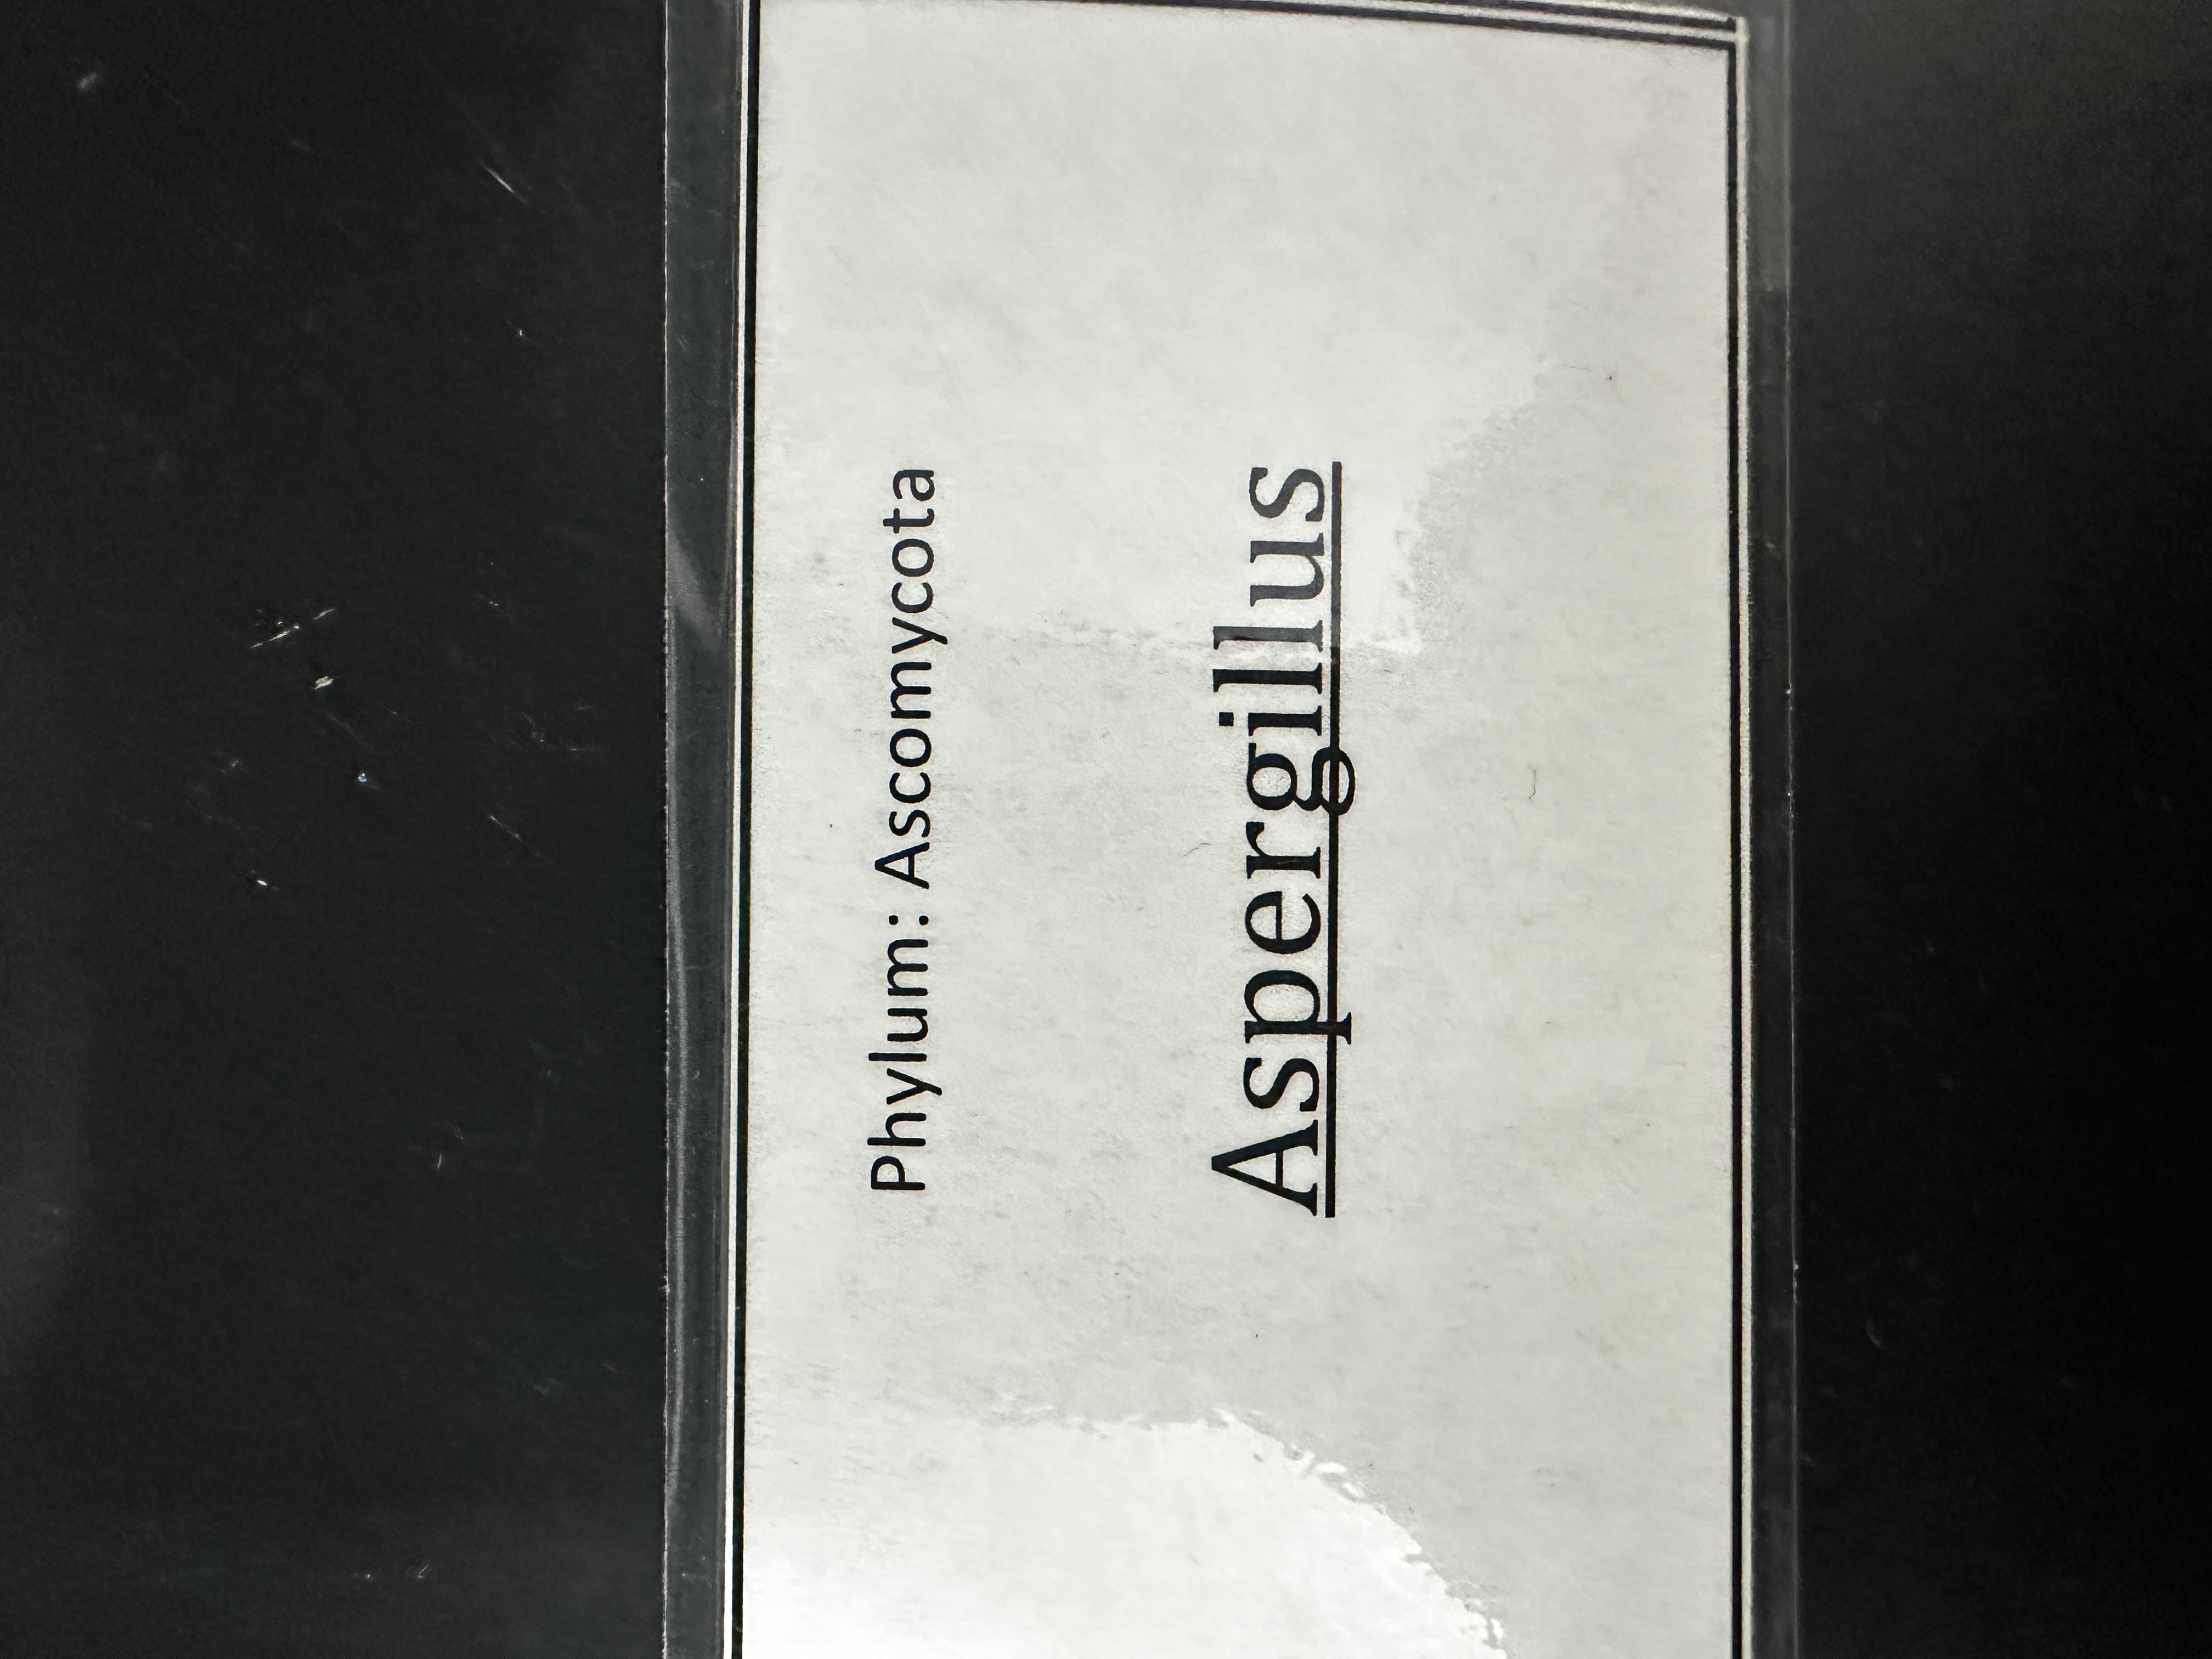 Phylum: Ascomycota
Aspergillus